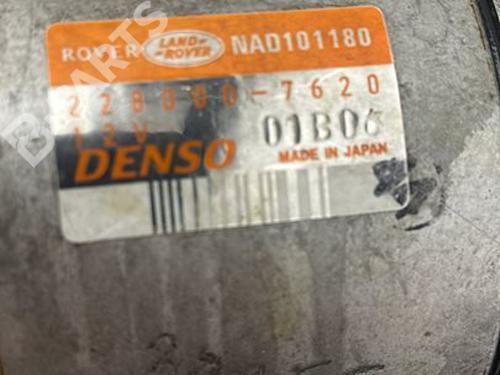 ROVER LAND-ROVER NAD101180
228000-7620
12V 01B06
DENSO MADE IN JAPAN